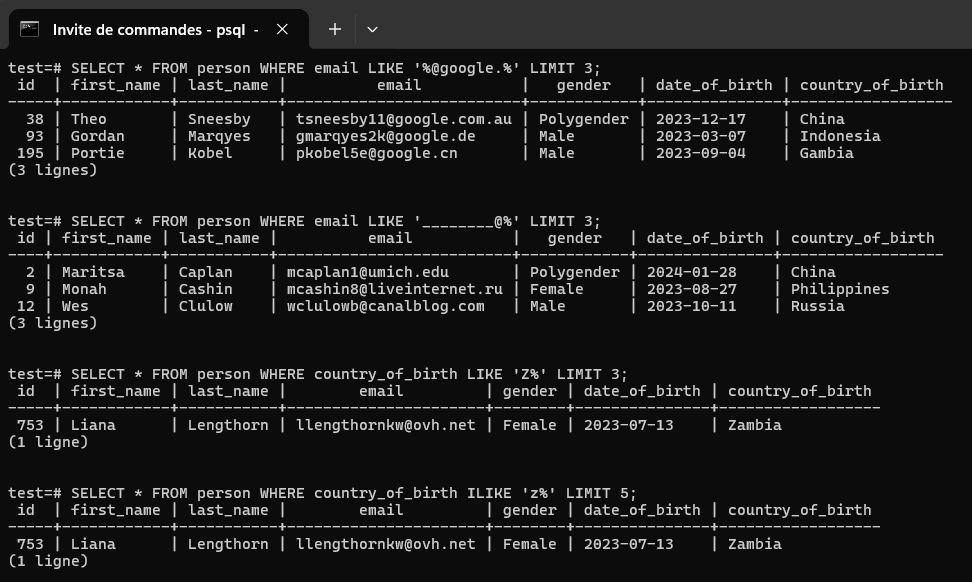 Invite de commandes - psql -
test=# SELECT * FROM person WHERE email LIKE '%@google.%' LIMIT 3;
 id  | first_name | last_name |          email           |   gender   | date_of_birth | country_of_birth
-----+------------+-----------+--------------------------+------------+---------------+------------------
  38 | Theo       | Sneesby   | tsneesby11@google.com.au | Polygender | 2023-12-17    | China
  93 | Gordan     | Marqyes   | gmarqyes2k@google.de     | Male       | 2023-03-07    | Indonesia
 195 | Portie     | Kobel     | pkobel5e@google.cn       | Male       | 2023-09-04    | Gambia
(3 lignes)
test=# SELECT * FROM person WHERE email LIKE '________@%' LIMIT 3;
 id | first_name | last_name |          email           |   gender   | date_of_birth | country_of_birth
----+------------+-----------+--------------------------+------------+---------------+------------------
  2 | Maritsa    | Caplan    | mcaplan1@umich.edu       | Polygender | 2024-01-28    | China
  9 | Monah      | Cashin    | mcashin8@liveinternet.ru | Female     | 2023-08-27    | Philippines
 12 | Wes        | Clulow    | wclulowb@canalblog.com   | Male       | 2023-10-11    | Russia
(3 lignes)
test=# SELECT * FROM person WHERE country_of_birth LIKE 'Z%' LIMIT 3;
 id  | first_name | last_name |        email         | gender | date_of_birth | country_of_birth
-----+------------+-----------+----------------------+--------+---------------+------------------
 753 | Liana      | Lengthorn | llengthornkw@ovh.net | Female | 2023-07-13    | Zambia
(1 ligne)
test=# SELECT * FROM person WHERE country_of_birth ILIKE 'z%' LIMIT 5;
 id  | first_name | last_name |        email         | gender | date_of_birth | country_of_birth
-----+------------+-----------+----------------------+--------+---------------+------------------
 753 | Liana      | Lengthorn | llengthornkw@ovh.net | Female | 2023-07-13    | Zambia
(1 ligne)